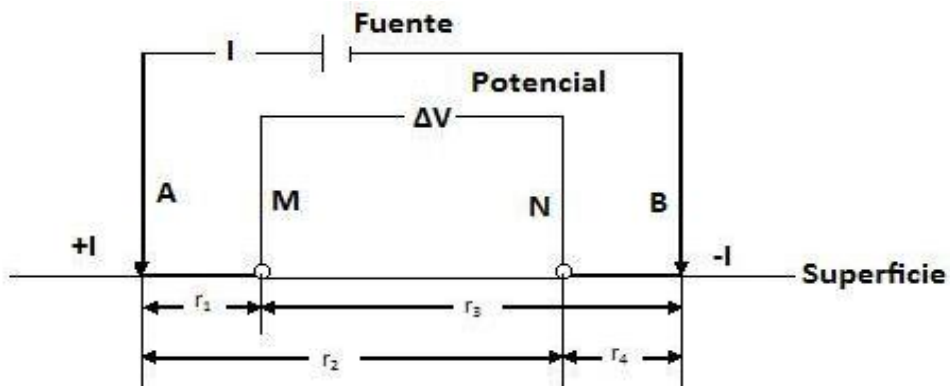 Fuente
I
Potencial
ΔV
A
M
N
B
+I
-I
Superficie
r₁
r₃
r₂
r₄